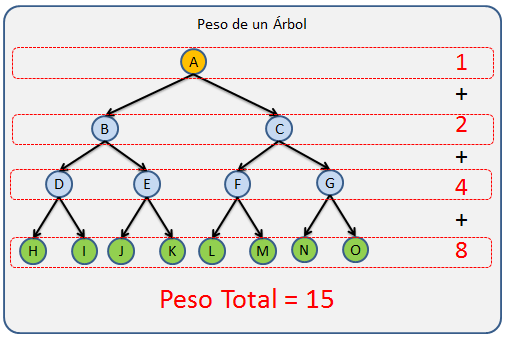 Peso de un Árbol
A 1
+
B C 2
+
D E F G 4
+
H I J K L M N O 8
Peso Total = 15